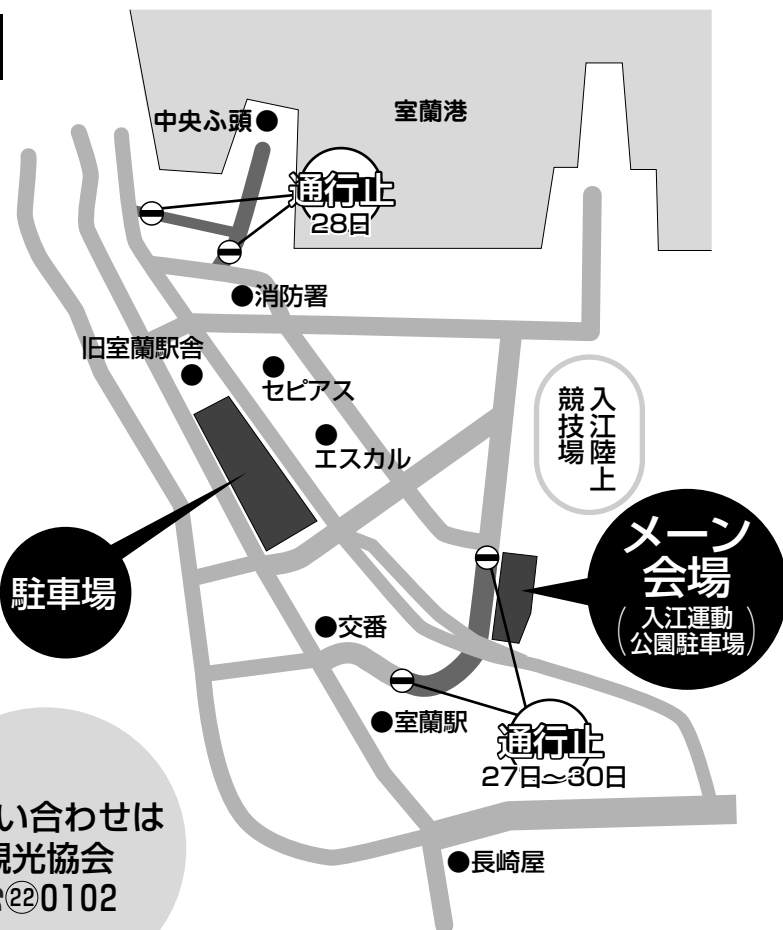 中央ふ頭
室蘭港
通行止
28日
消防署
旧室蘭駅舎
セピアス
エスカル
入江陸上
競技場
駐車場
メーン
会場
(入江運動
公園駐車場)
交番
室蘭駅
通行止
27日～30日
い合わせは
観光協会
☎㉒0102
長崎屋